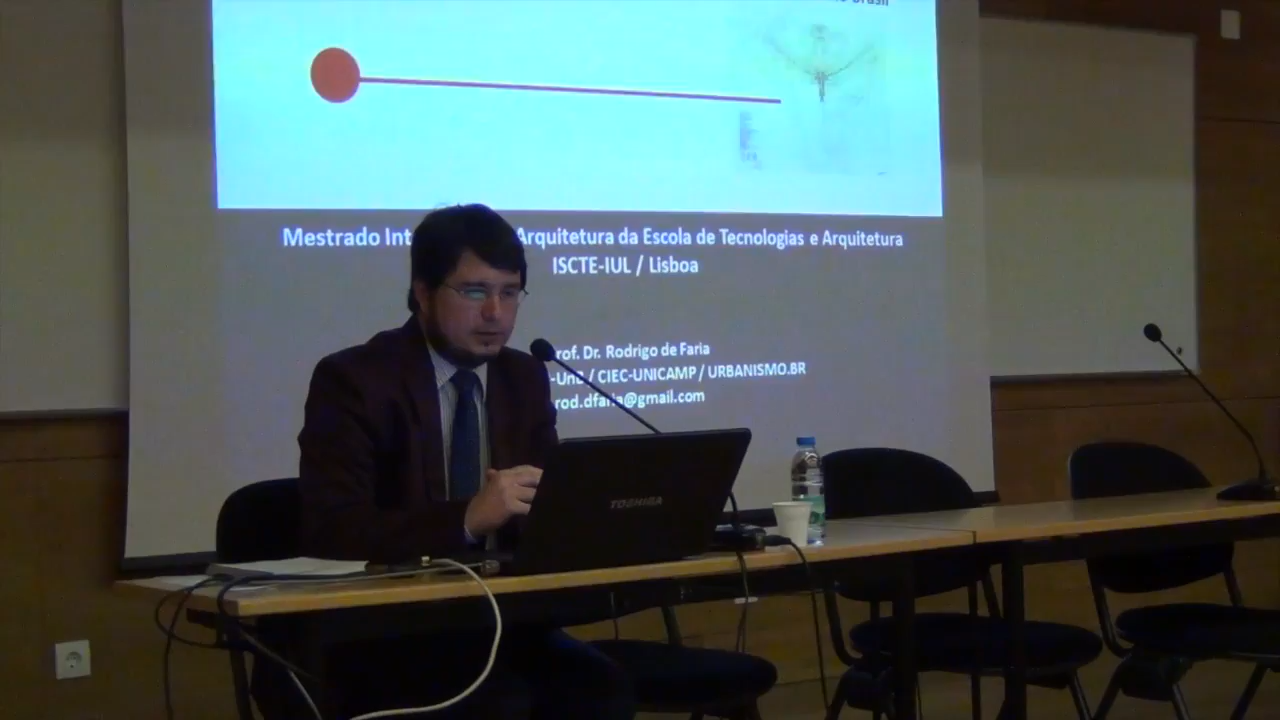 Brasil
Mestrado Int Arquitetura da Escola de Tecnologias e Arquitetura
ISCTE-IUL / Lisboa
rof. Dr. Rodrigo de Faria
-UnB / CIEC-UNICAMP / URBANISMO.BR
rod.dfaria@gmail.com
TOSHIBA